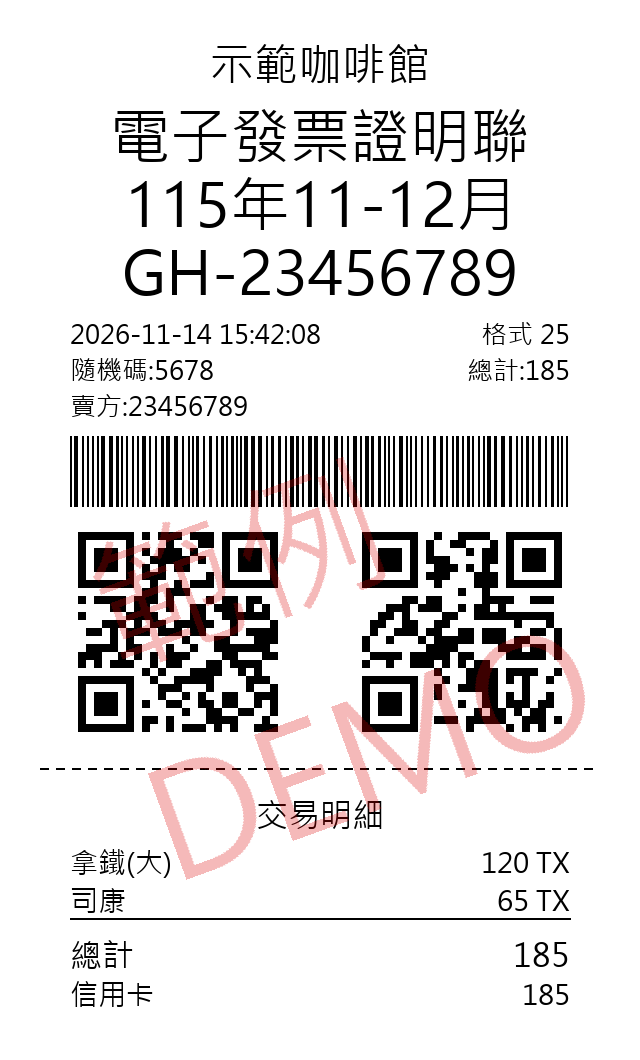 示範咖啡館
電子發票證明聯
115年11-12月
GH-23456789
2026-11-14 15:42:08 格式 25
隨機碼:5678 總計:185
賣方:23456789
範例
DEMO
交易明細
拿鐵(大) 120 TX
司康 65 TX
總計 185
信用卡 185